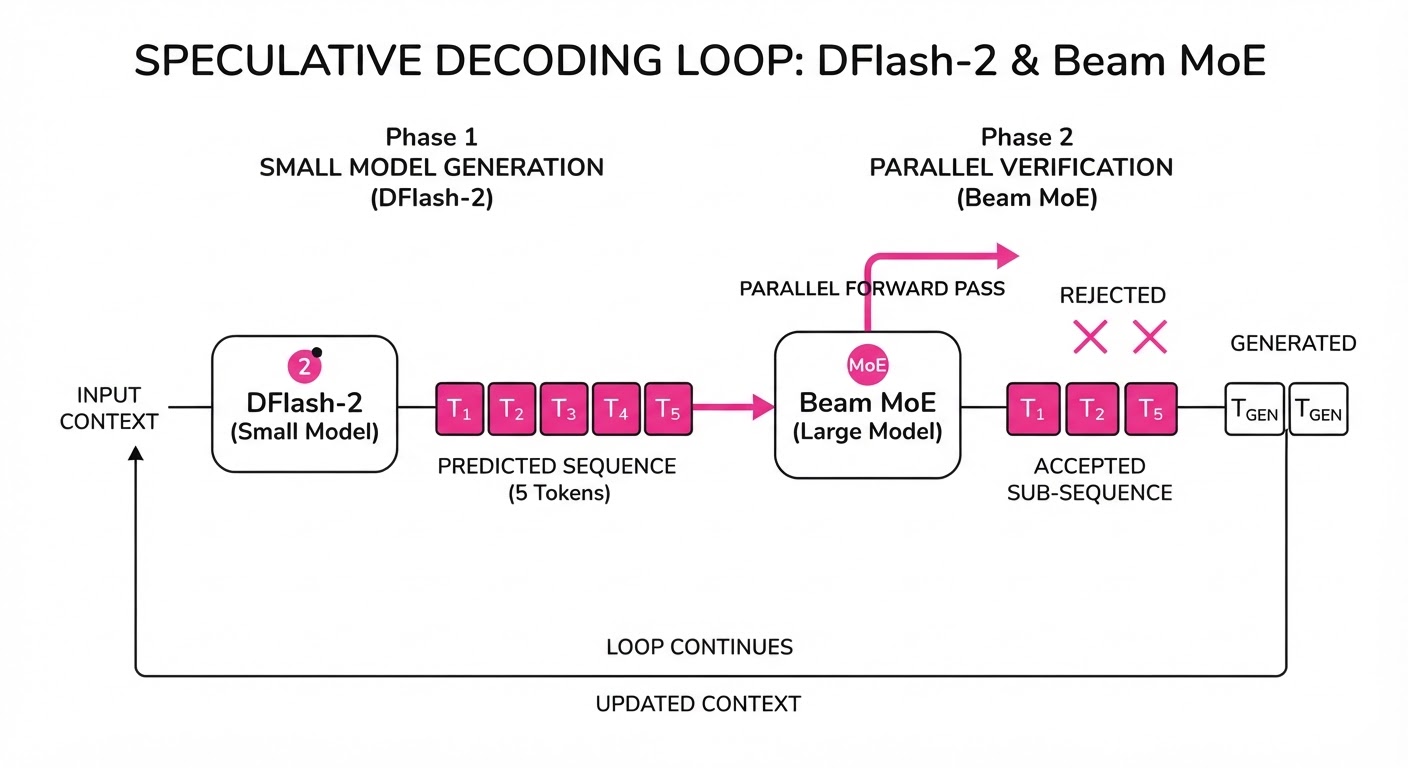 SPECULATIVE DECODING LOOP: DFlash-2 & Beam MoE
Phase 1
SMALL MODEL GENERATION
(DFlash-2)
Phase 2
PARALLEL VERIFICATION
(Beam MoE)
PARALLEL FORWARD PASS
REJECTED
GENERATED
INPUT
CONTEXT
2
DFlash-2
(Small Model)
T₁ T₂ T₃ T₄ T₅
PREDICTED SEQUENCE
(5 Tokens)
MoE
Beam MoE
(Large Model)
T₁ T₂ T₅
ACCEPTED
SUB-SEQUENCE
TGEN TGEN
LOOP CONTINUES
UPDATED CONTEXT